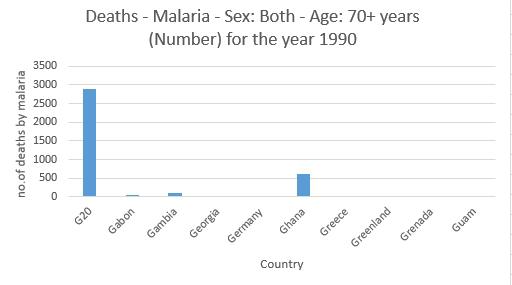 Deaths - Malaria - Sex: Both - Age: 70+ years
(Number) for the year 1990
no.of deaths by malaria
3500
3000
2500
2000
1500
1000
500
0
G20
Gabon
Gambia
Georgia
Germany
Ghana
Greece
Greenland
Grenada
Guam
Country